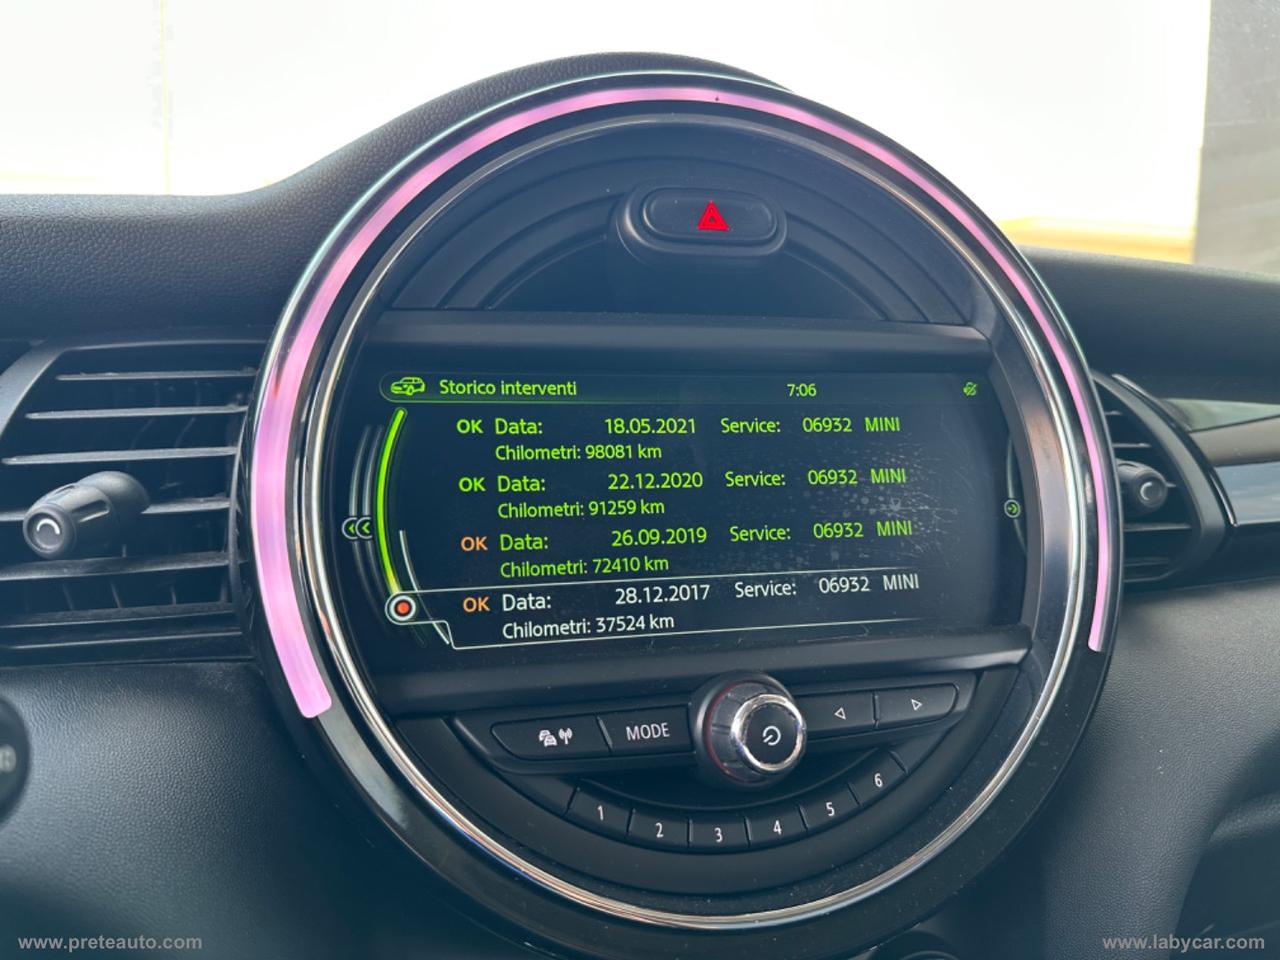 Storico interventi 7:06
OK Data: 18.05.2021 Service: 06932 MINI
Chilometri: 98081 km
OK Data: 22.12.2020 Service: 06932 MINI
Chilometri: 91259 km
OK Data: 26.09.2019 Service: 06932 MINI
Chilometri: 72410 km
OK Data: 28.12.2017 Service: 06932 MINI
Chilometri: 37524 km
MODE
1 2 3 4 5 6
www.preteauto.com www.labycar.com